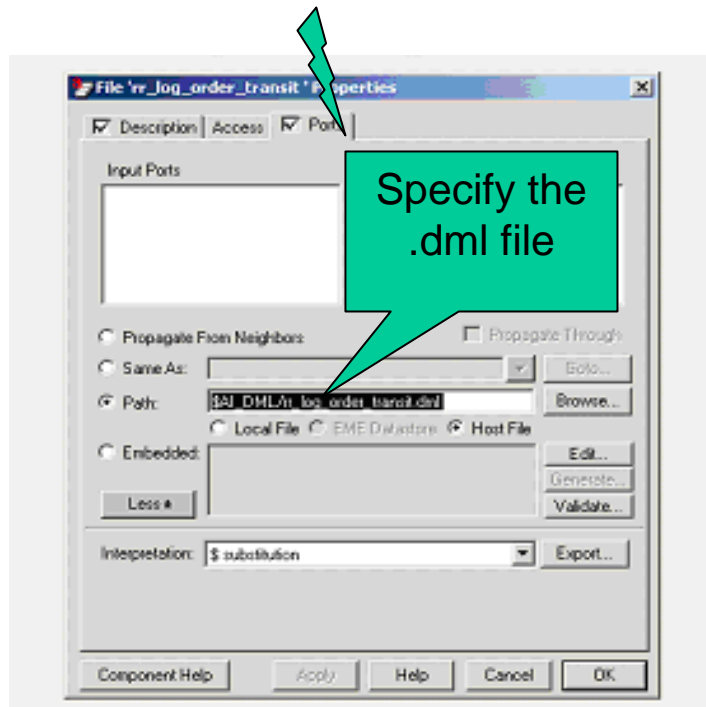 File 'rr_log_order_transit' Properties
Description Access Ports
Input Ports
Specify the
.dml file
Propagate From Neighbors Propagate Through
Same As: Goto...
Path: $AI_DML/rr_log_order_transit.dml Browse...
Local File EME Datastore Host File
Embedded: Edit...
Generate...
Less Validate...
Interpretation: $ substitution Export...
Component Help Apply Help Cancel OK